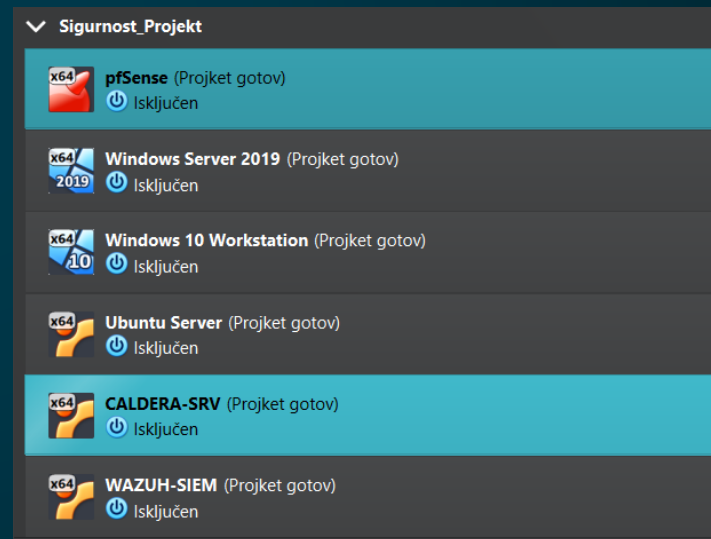 Sigurnost_Projekt
x64
pfSense (Projket gotov)
Isključen
x64
2019
Windows Server 2019 (Projket gotov)
Isključen
x64
10
Windows 10 Workstation (Projket gotov)
Isključen
x64
Ubuntu Server (Projket gotov)
Isključen
x64
CALDERA-SRV (Projket gotov)
Isključen
x64
WAZUH-SIEM (Projket gotov)
Isključen